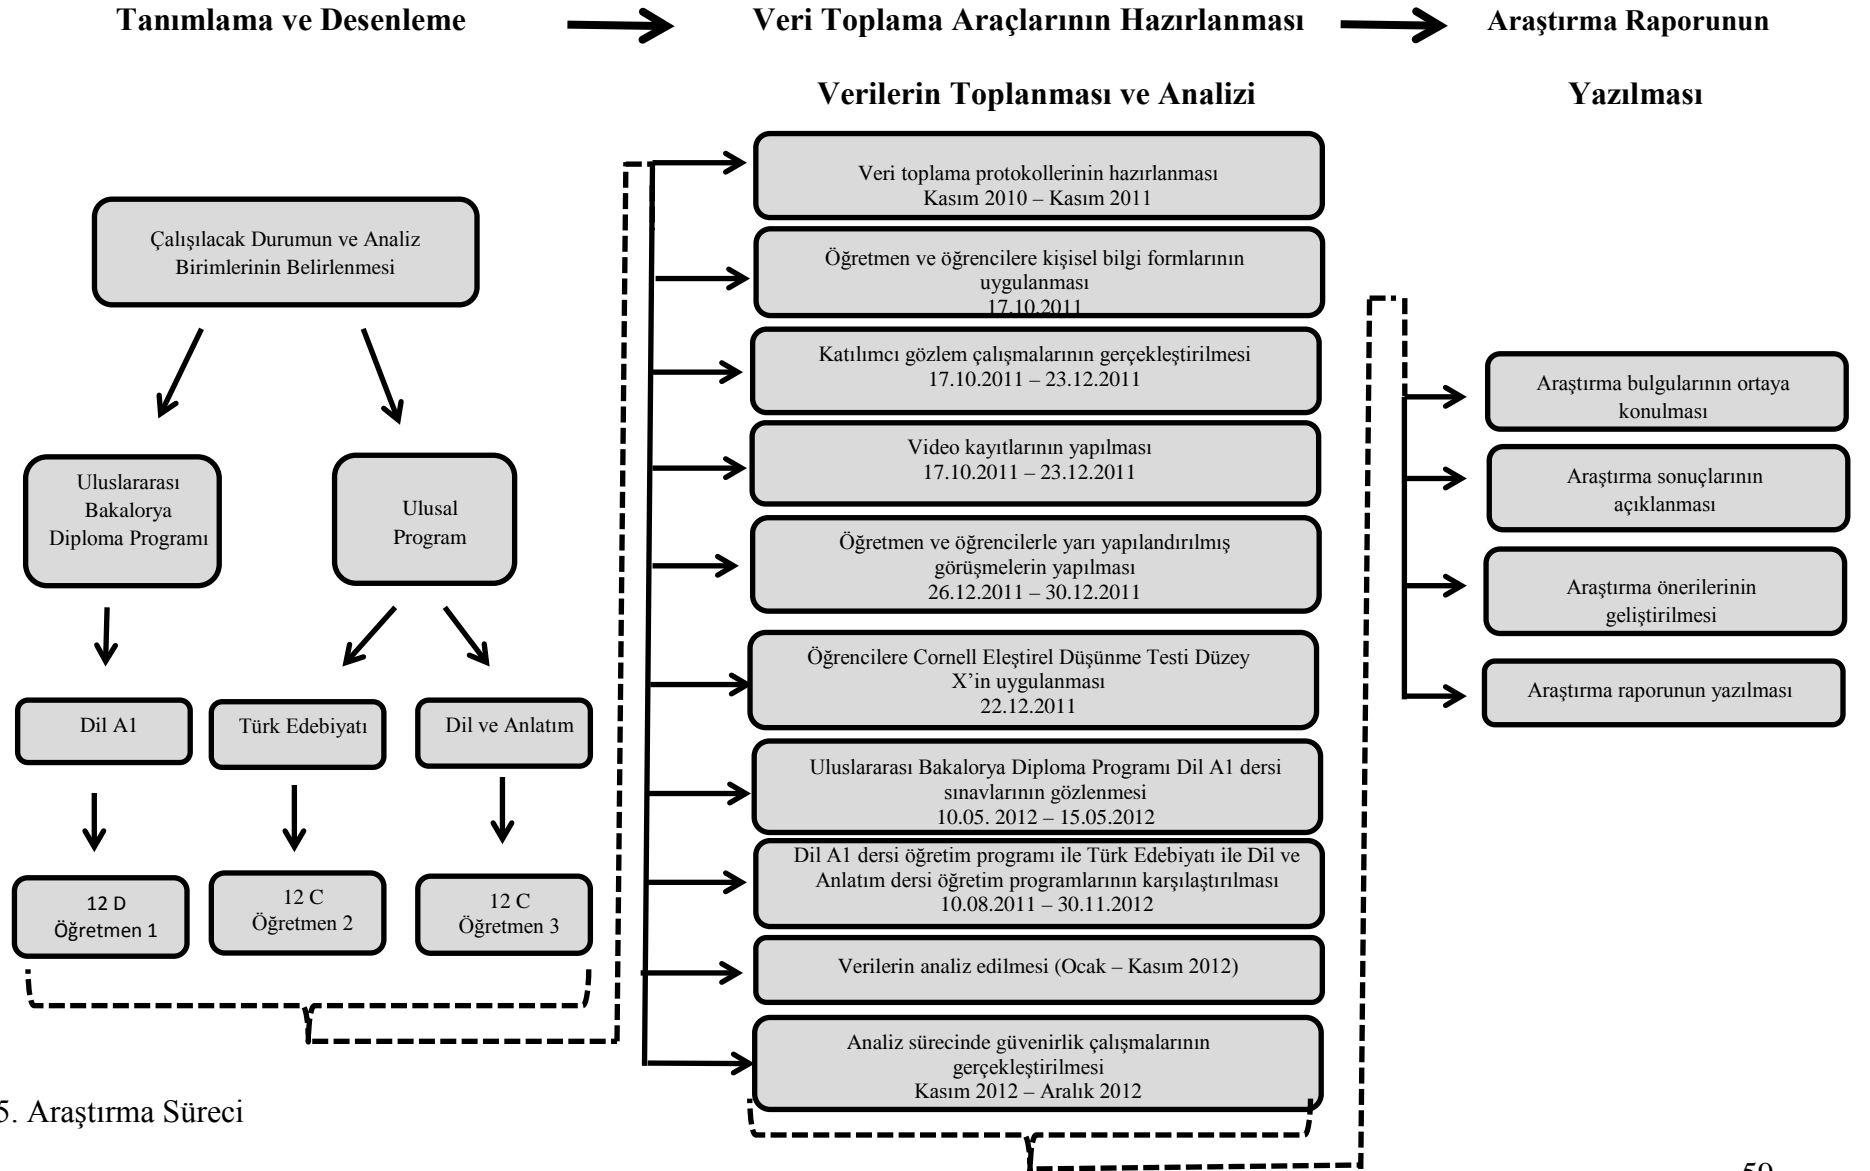 Tanımlama ve Desenleme
Veri Toplama Araçlarının Hazırlanması
Verilerin Toplanması ve Analizi
Araştırma Raporunun
Yazılması
Çalışılacak Durumun ve Analiz
Birimlerinin Belirlenmesi
Uluslararası
Bakalorya
Diploma Programı
Ulusal
Program
Dil A1
Türk Edebiyatı
Dil ve Anlatım
12 D
Öğretmen 1
12 C
Öğretmen 2
12 C
Öğretmen 3
Veri toplama protokollerinin hazırlanması
Kasım 2010 – Kasım 2011
Öğretmen ve öğrencilere kişisel bilgi formlarının
uygulanması
17.10.2011
Katılımcı gözlem çalışmalarının gerçekleştirilmesi
17.10.2011 – 23.12.2011
Video kayıtlarının yapılması
17.10.2011 – 23.12.2011
Öğretmen ve öğrencilerle yarı yapılandırılmış
görüşmelerin yapılması
26.12.2011 – 30.12.2011
Öğrencilere Cornell Eleştirel Düşünme Testi Düzey
X’in uygulanması
22.12.2011
Uluslararası Bakalorya Diploma Programı Dil A1 dersi
sınavlarının gözlenmesi
10.05. 2012 – 15.05.2012
Dil A1 dersi öğretim programı ile Türk Edebiyatı ile Dil ve
Anlatım dersi öğretim programlarının karşılaştırılması
10.08.2011 – 30.11.2012
Verilerin analiz edilmesi (Ocak – Kasım 2012)
Analiz sürecinde güvenirlik çalışmalarının
gerçekleştirilmesi
Kasım 2012 – Aralık 2012
Araştırma bulgularının ortaya
konulması
Araştırma sonuçlarının
açıklanması
Araştırma önerilerinin
geliştirilmesi
Araştırma raporunun yazılması
5. Araştırma Süreci
59